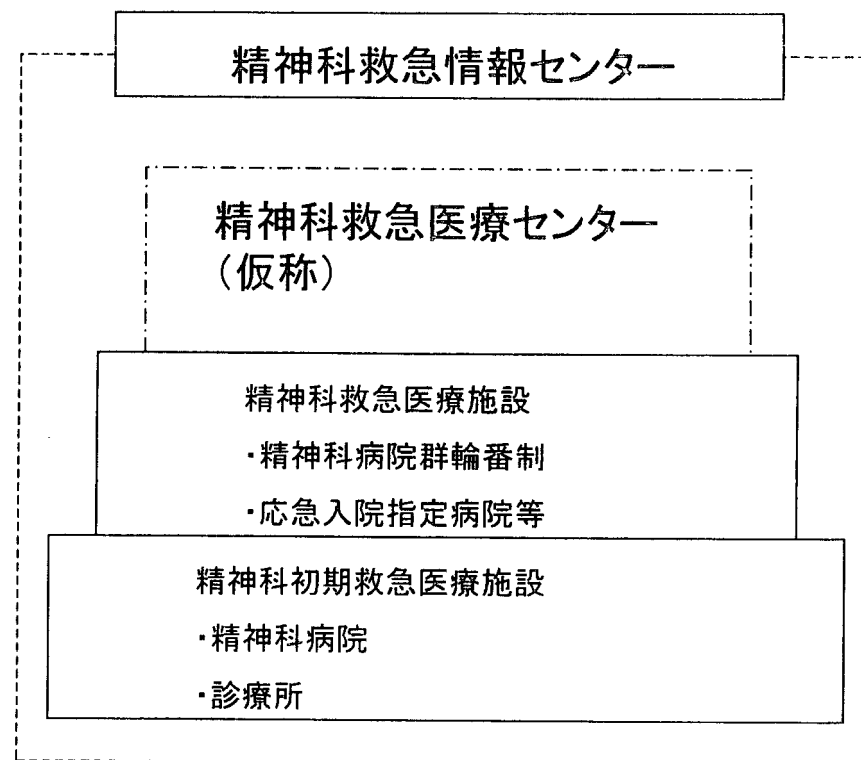 精神科救急情報センター
精神科救急医療センター
（仮称）
精神科救急医療施設
・精神科病院群輪番制
・応急入院指定病院等
精神科初期救急医療施設
・精神科病院
・診療所